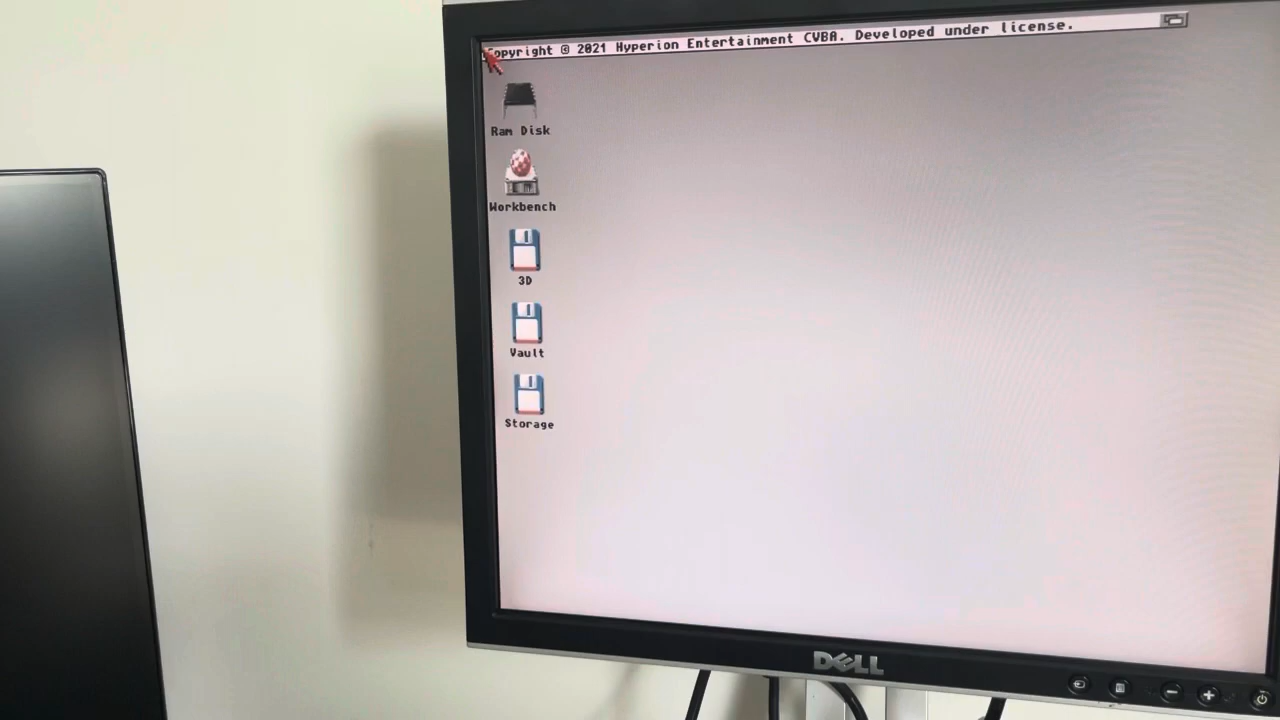 Copyright © 2021 Hyperion Entertainment CVBA. Developed under license.
Ram Disk
Workbench
3D
Vault
Storage
DELL